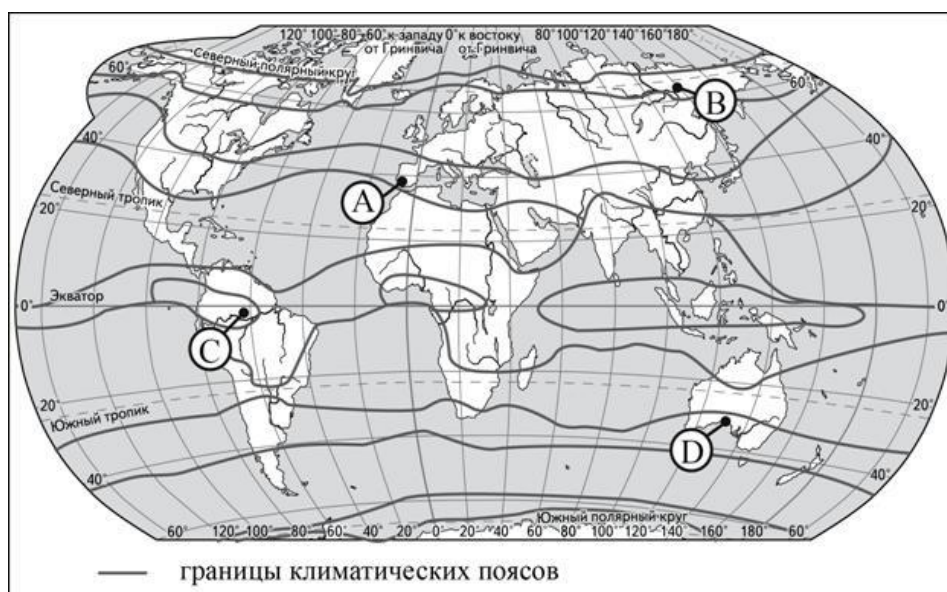 120° 100° 80° 60° к западу 0° к востоку 80° 100° 120° 140° 160° 180°
от Гринвича от Гринвича
Северный полярный круг
60° 60°
B
40° 40°
A
Северный тропик
20° 20°
Экватор
0° 0°
C
20° 20°
Южный тропик
D
40° 40°
Южный полярный круг
60° 120° 100° 80° 60° 40° 20° 0° 20° 40° 60° 80° 100° 120° 140° 160° 180° 60°
границы климатических поясов